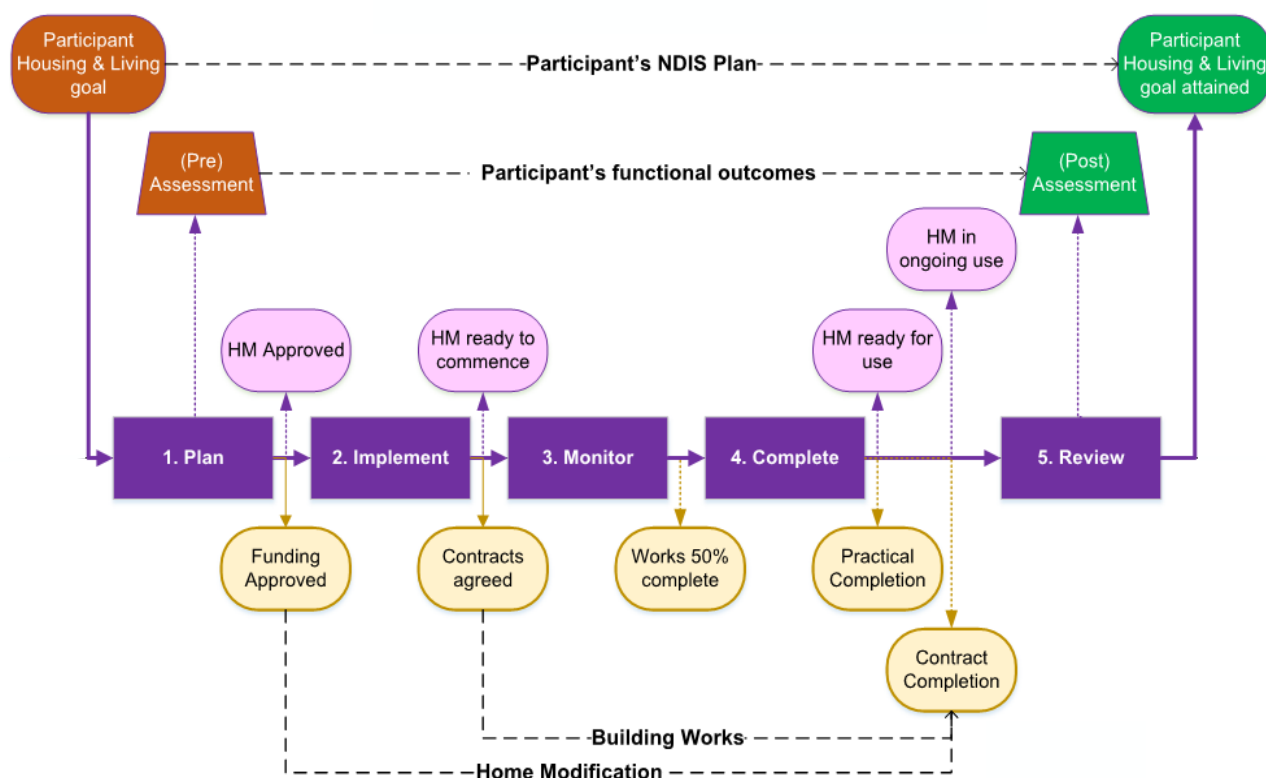 Participant
Housing & Living
goal
Participant's NDIS Plan
Participant
Housing & Living
goal attained
(Pre)
Assessment
Participant's functional outcomes
(Post)
Assessment
HM in
ongoing use
HM Approved
HM ready to
commence
HM ready for
use
1. Plan
2. Implement
3. Monitor
4. Complete
5. Review
Funding
Approved
Contracts
agreed
Works 50%
complete
Practical
Completion
Contract
Completion
Building Works
Home Modification